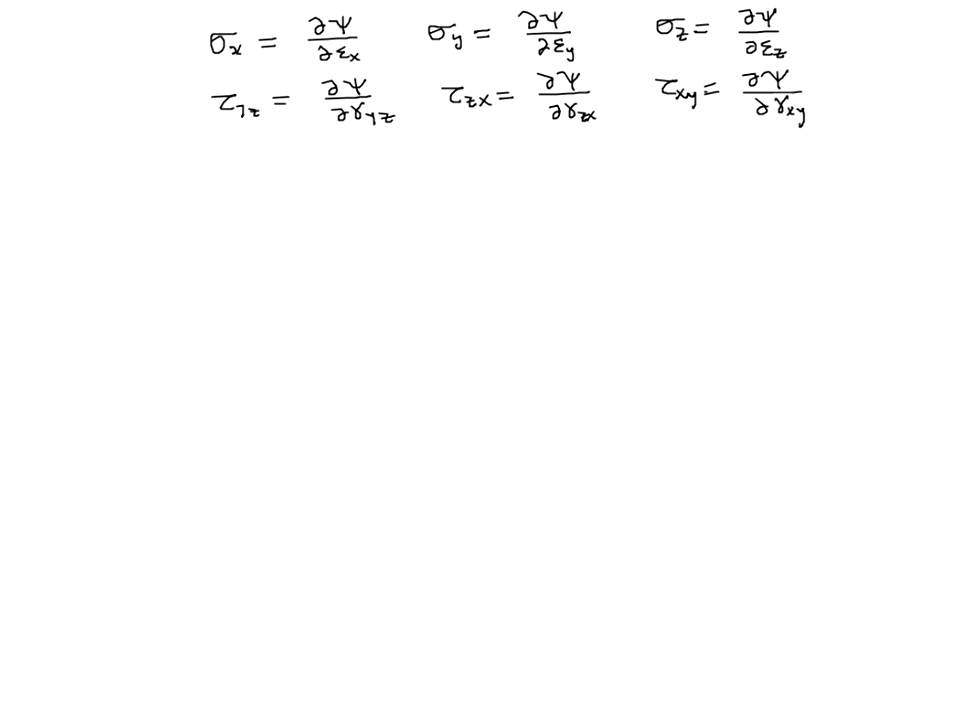 σx = ∂ψ/∂εx  σy = ∂ψ/∂εy  σz = ∂ψ/∂εz
τyz = ∂ψ/∂γyz  τzx = ∂ψ/∂γzx  τxy = ∂ψ/∂γxy